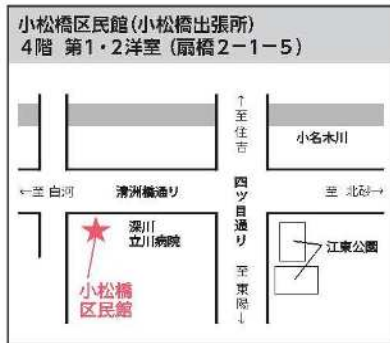 小松橋区民館(小松橋出張所)
4階 第1・2洋室(扇橋2-1-5)
↑至住吉
小名木川
←至 白河
清洲橋通り
四ツ目通り
至 北砂→
深川
立川病院
江東公園
小松橋
区民館
至東陽↓